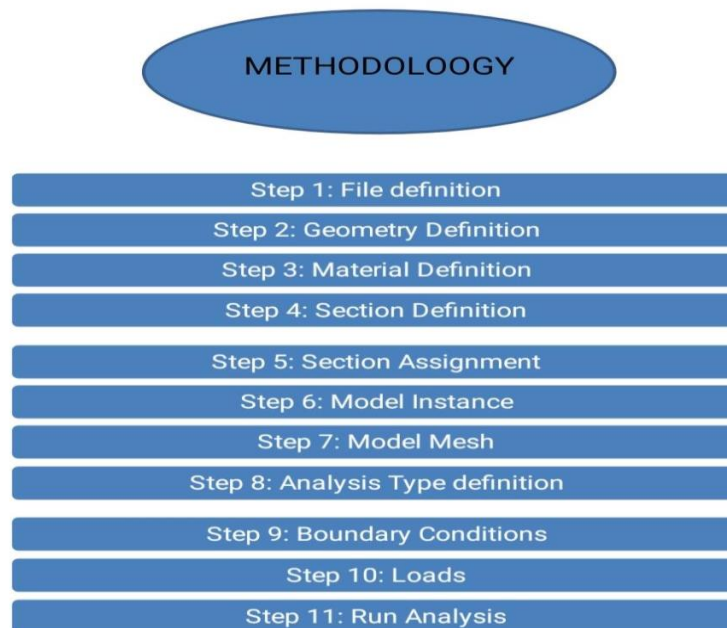 METHODOLOOGY
Step 1: File definition
Step 2: Geometry Definition
Step 3: Material Definition
Step 4: Section Definition
Step 5: Section Assignment
Step 6: Model Instance
Step 7: Model Mesh
Step 8: Analysis Type definition
Step 9: Boundary Conditions
Step 10: Loads
Step 11: Run Analysis